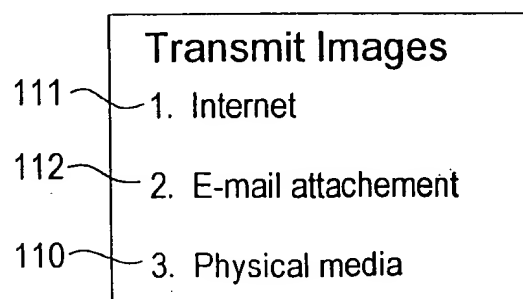 Transmit Images
111 1. Internet
112 2. E-mail attachement
110 3. Physical media